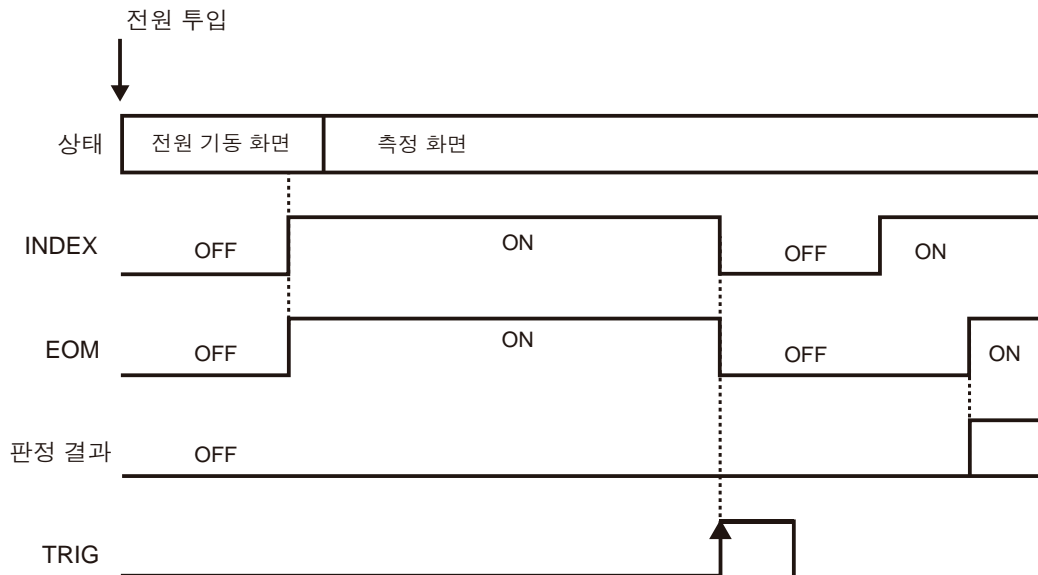 전원 투입
상태 전원 기동 화면 측정 화면
INDEX OFF ON OFF ON
EOM OFF ON OFF ON
판정 결과 OFF
TRIG